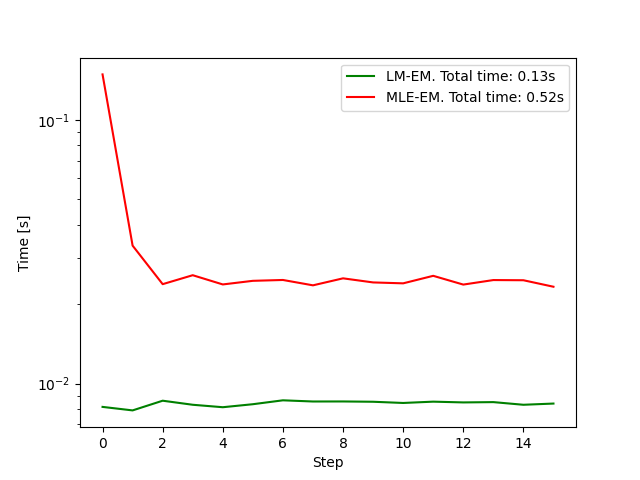 LM-EM. Total time: 0.13s
MLE-EM. Total time: 0.52s
10⁻¹
10⁻²
Time [s]
0 2 4 6 8 10 12 14
Step